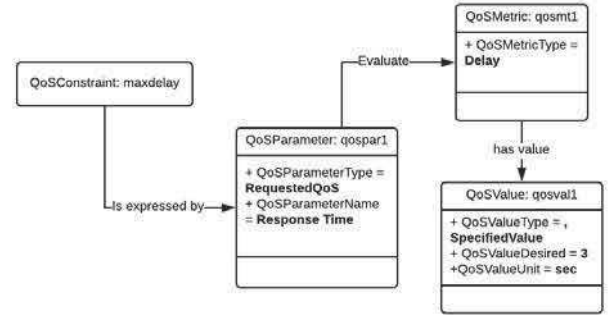 QoSMetric: qosmt1
+ QoSMetricType =
Delay
Evaluate
QoSConstraint: maxdelay
QoSParameter: qospar1
+ QoSParameterType =
RequestedQoS
+ QoSParameterName
= Response Time
Is expressed by
has value
QoSValue: qosval1
+ QoSValueType = ,
SpecifiedValue
+ QoSValueDesired = 3
+QoSValueUnit = sec